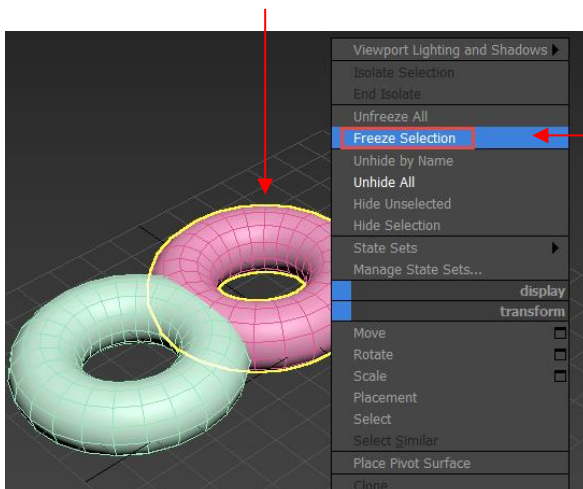 Viewport Lighting and Shadows
Isolate Selection
End Isolate
Unfreeze All
Freeze Selection
Unhide by Name
Unhide All
Hide Unselected
Hide Selection
State Sets
Manage State Sets...
display
transform
Move
Rotate
Scale
Placement
Select
Select Similar
Place Pivot Surface
Clone